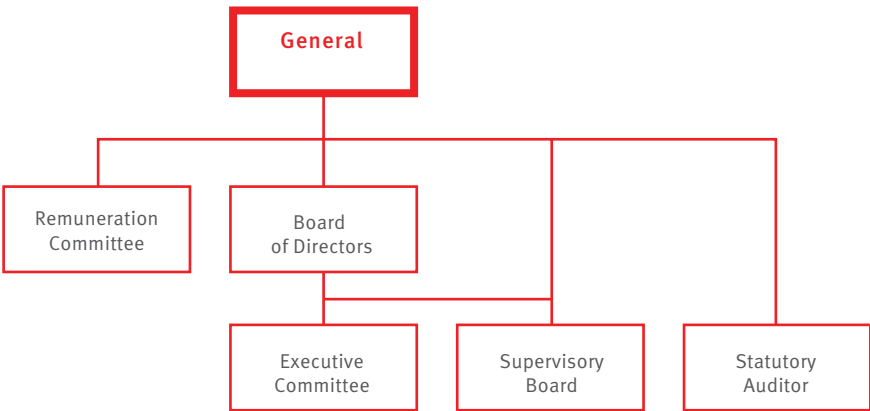 General
Remuneration
Committee
Board
of Directors
Executive
Committee
Supervisory
Board
Statutory
Auditor